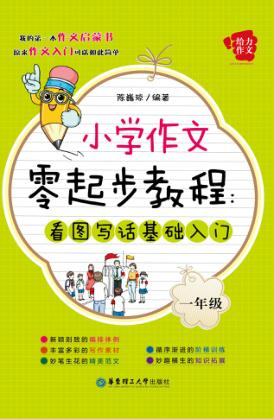 我的第一本作文启蒙书
原来作文入门可以如此简单
给力作文
陈巍琼/编著
小学作文
零起步教程:
看图写话基础入门
一年级
新颖别致的编排体例
丰富多彩的写作素材
妙笔生花的精美范文
循序渐进的阶梯训练
妙趣横生的知识拓展
华东理工大学出版社